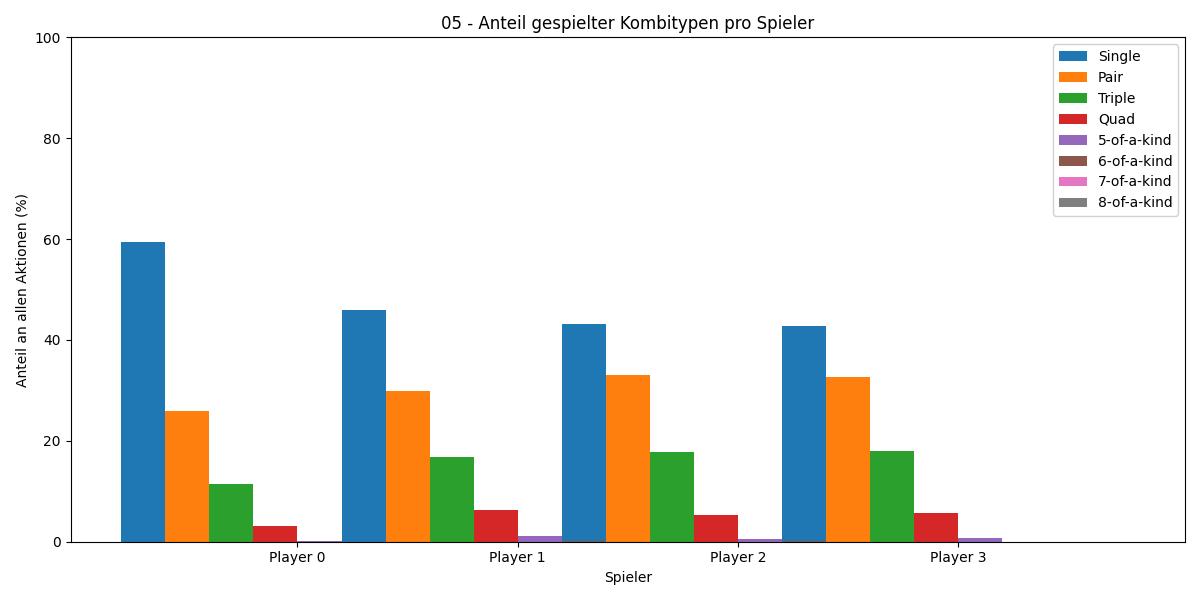 05 - Anteil gespielter Kombitypen pro Spieler
100
80
60
40
20
0
Anteil an allen Aktionen (%)
Single
Pair
Triple
Quad
5-of-a-kind
6-of-a-kind
7-of-a-kind
8-of-a-kind
Player 0
Player 1
Player 2
Player 3
Spieler